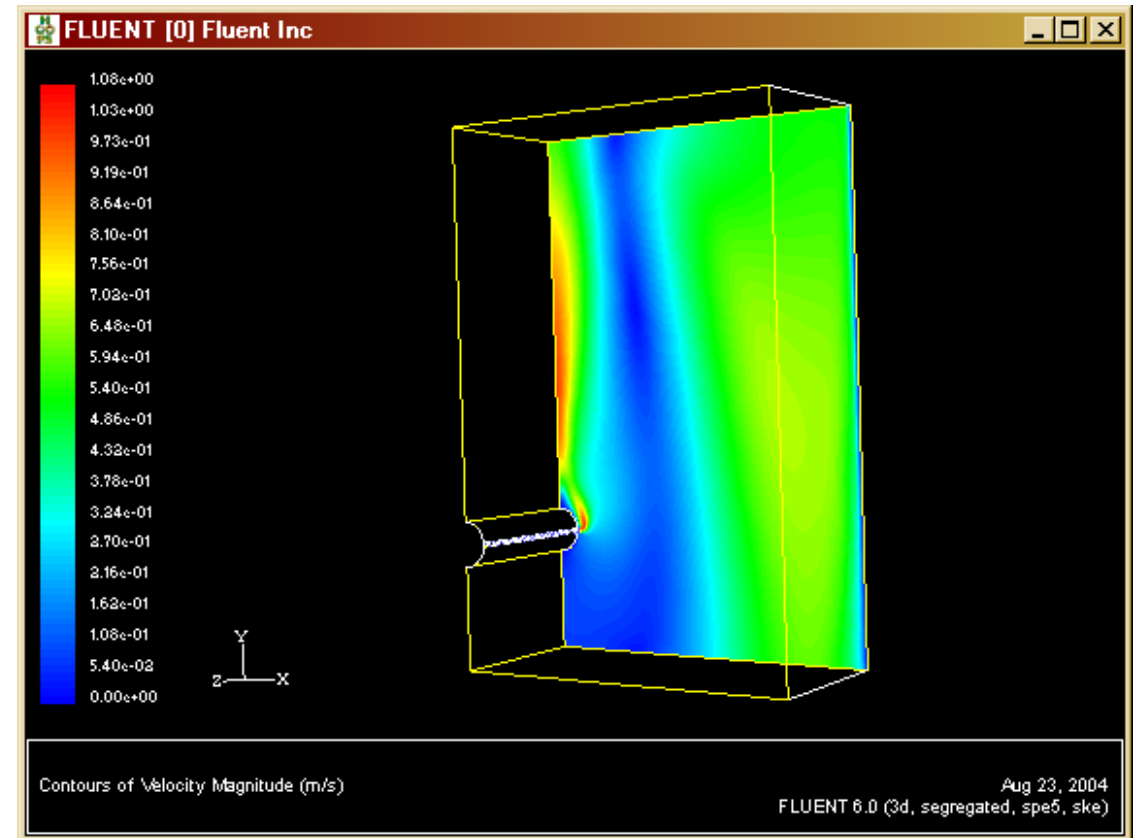 FLUENT [0] Fluent Inc
1.08e+00
1.03e+00
9.73e-01
9.19e-01
8.64e-01
8.10e-01
7.56e-01
7.02e-01
6.48e-01
5.94e-01
5.40e-01
4.86e-01
4.32e-01
3.78e-01
3.24e-01
2.70e-01
2.16e-01
1.62e-01
1.08e-01
5.40e-02
0.00e+00
Y
Z X
Contours of Velocity Magnitude (m/s)
Aug 23, 2004
FLUENT 6.0 (3d, segregated, spe5, ske)